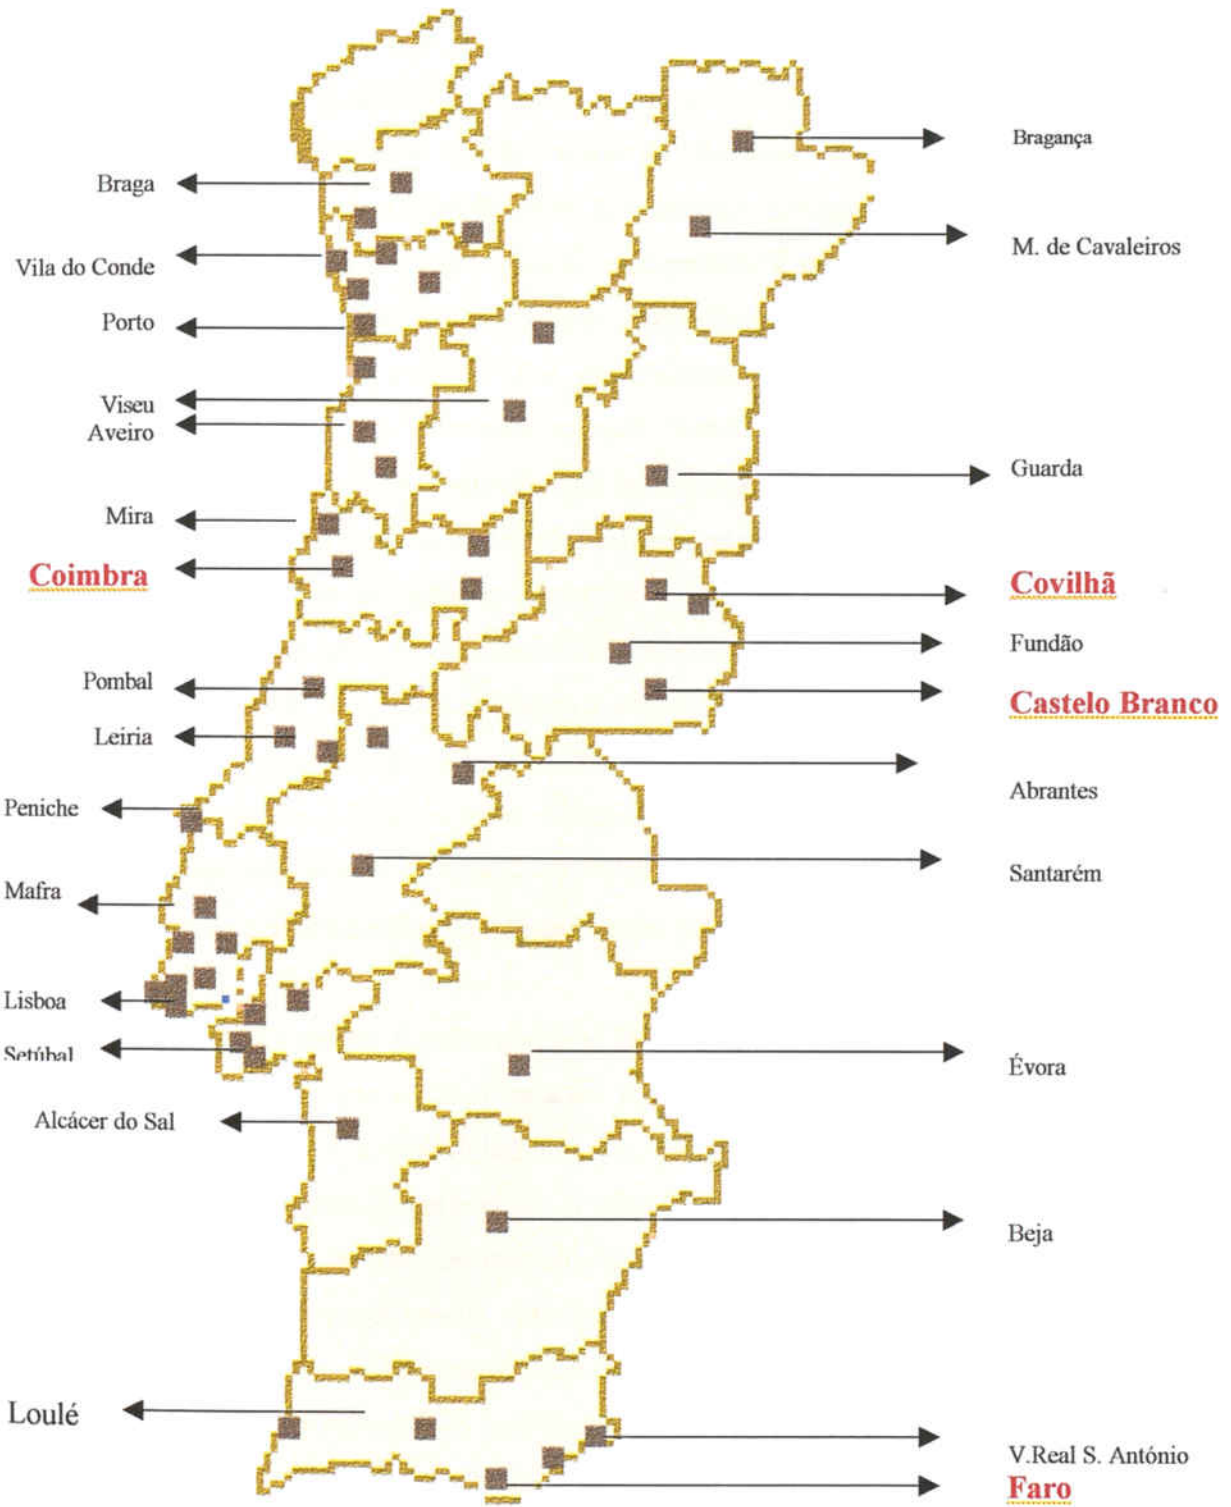 Braga
Vila do Conde
Porto
Viseu
Aveiro
Mira
Coimbra
Pombal
Leiria
Peniche
Mafra
Lisboa
Setúbal
Alcácer do Sal
Loulé
Bragança
M. de Cavaleiros
Guarda
Covilhã
Fundão
Castelo Branco
Abrantes
Santarém
Évora
Beja
V.Real S. António
Faro